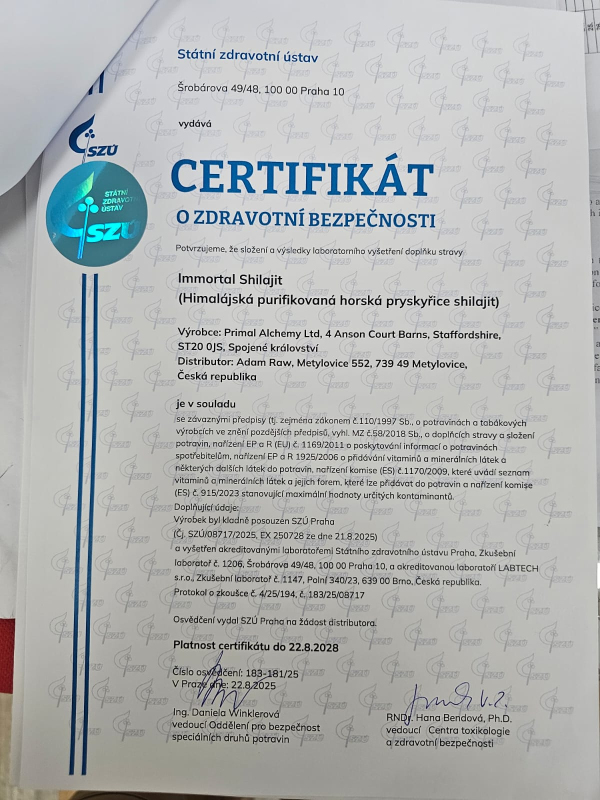 Státní zdravotní ústav
Šrobárova 49/48, 100 00 Praha 10
vydává
SZÚ
STÁTNÍ
ZDRAVOTNÍ
ÚSTAV
SZÚ
CERTIFIKÁT
O ZDRAVOTNÍ BEZPEČNOSTI
Potvrzujeme, že složení a výsledky laboratorního vyšetření doplňku stravy
Immortal Shilajit
(Himalájská purifikovaná horská pryskyřice shilajit)
Výrobce: Primal Alchemy Ltd, 4 Anson Court Barns, Staffordshire,
ST20 0JS, Spojené království
Distributor: Adam Raw, Metylovice 552, 739 49 Metylovice,
Česká republika
je v souladu
se závaznými předpisy (tj. zejména zákonem č.110/1997 Sb., o potravinách a tabákových
výrobcích ve znění pozdějších předpisů, vyhl. MZ č.58/2018 Sb., o doplňcích stravy a složení
potravin, nařízení EP a R (EU) č. 1169/2011 o poskytování informací o potravinách
spotřebitelům, nařízení EP a R 1925/2006 o přidávání vitaminů a minerálních látek a
některých dalších látek do potravin, nařízení komise (ES) č.1170/2009, které uvádí seznam
vitaminů a minerálních látek a jejich forem, které lze přidávat do potravin a nařízení komise
(ES) č. 915/2023 stanovující maximální hodnoty určitých kontaminantů.
Doplňující údaje:
Výrobek byl kladně posouzen SZÚ Praha
(Čj. SZÚ/08717/2025, EX 250728 ze dne 21.8.2025)
a vyšetřen akreditovanými laboratořemi Státního zdravotního ústavu Praha, Zkušební
laboratoř č. 1206, Šrobárova 49/48, 100 00 Praha 10, a akreditovanou laboratoří LABTECH
s.r.o., Zkušební laboratoř č. 1147, Polní 340/23, 639 00 Brno, Česká republika.
Protokol o zkoušce č. 4/25/194, č. 183/25/08717
Osvědčení vydal SZÚ Praha na žádost distributora.
Platnost certifikátu do 22.8.2028
Číslo osvědčení: 183-181/25
V Praze dne: 22.8.2025
Ing. Daniela Winklerová
vedoucí Oddělení pro bezpečnost
speciálních druhů potravin
RNDr. Hana Bendová, Ph.D.
vedoucí Centra toxikologie
a zdravotní bezpečnosti